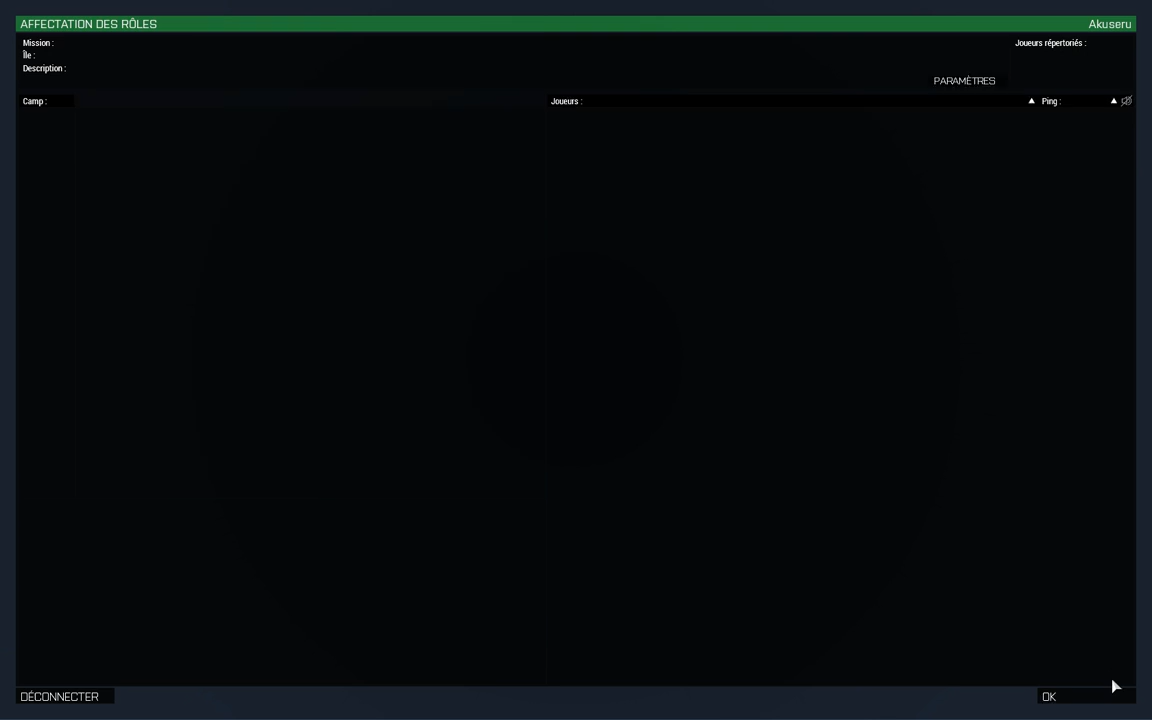 AFFECTATION DES RÔLES Akuseru
Mission :
Joueurs répertoriés :
Île :
Description :
PARAMÈTRES
Camp : Joueurs : Ping :
DÉCONNECTER OK